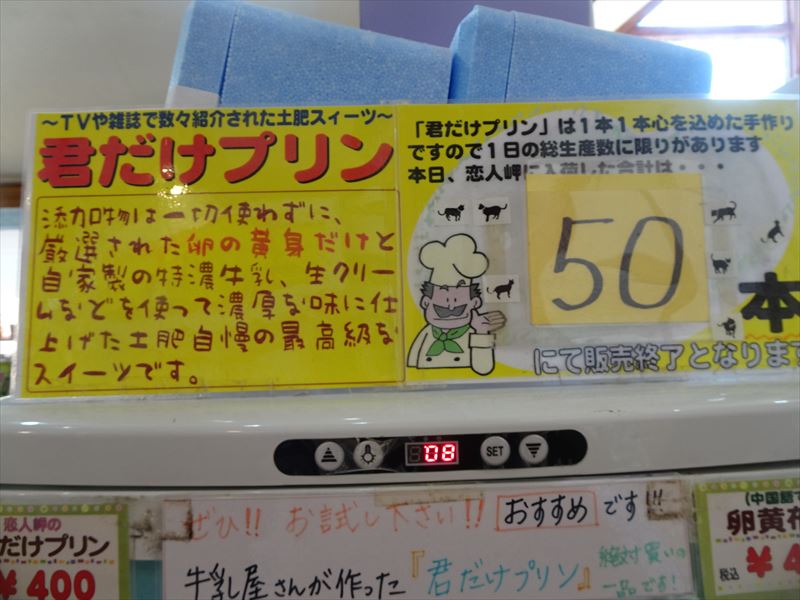 ～TVや雑誌で数々紹介された土肥スィーツ～
君だけプリン
添加物は一切使わずに、
厳選された卵の黄身だけと
自家製の特濃牛乳、生クリー
ムなどを使って濃厚な味に仕
上げた土肥自慢の最高級な
スイーツです。
「君だけプリン」は1本1本心を込めた手作り
ですので1日の総生産数に限りがあります
本日、恋人岬に入荷した合計は・・・
50
本
にて販売終了となります
08
SET
恋人岬の
だけプリン
¥400
ぜひ!! お試し下さい!! おすすめです!!
牛乳屋さんが作った『君だけプリン』
絶対買いの
一品です!
(中国語で
卵黄布
税込 ¥4